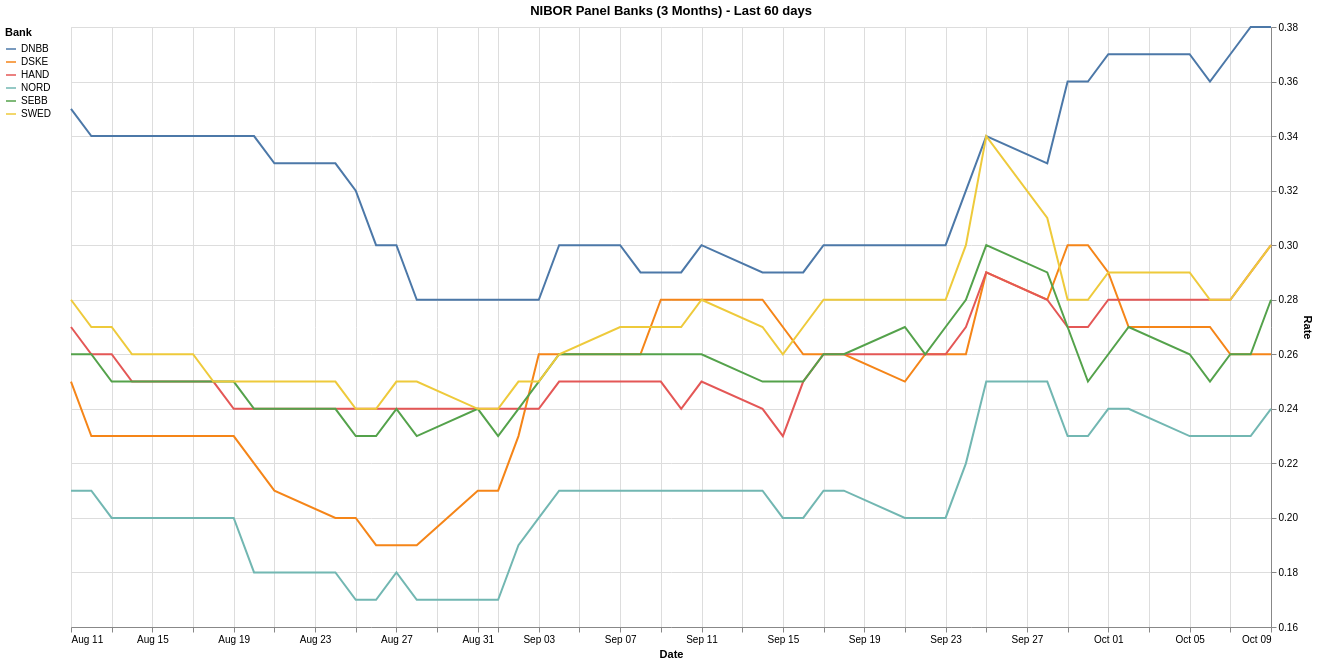 NIBOR Panel Banks (3 Months) - Last 60 days
Bank
DNBB
DSKE
HAND
NORD
SEBB
SWED
0.38
0.36
0.34
0.32
0.30
0.28
0.26
0.24
0.22
0.20
0.18
0.16
Rate
Aug 11 Aug 15 Aug 19 Aug 23 Aug 27 Aug 31 Sep 03 Sep 07 Sep 11 Sep 15 Sep 19 Sep 23 Sep 27 Oct 01 Oct 05 Oct 09
Date